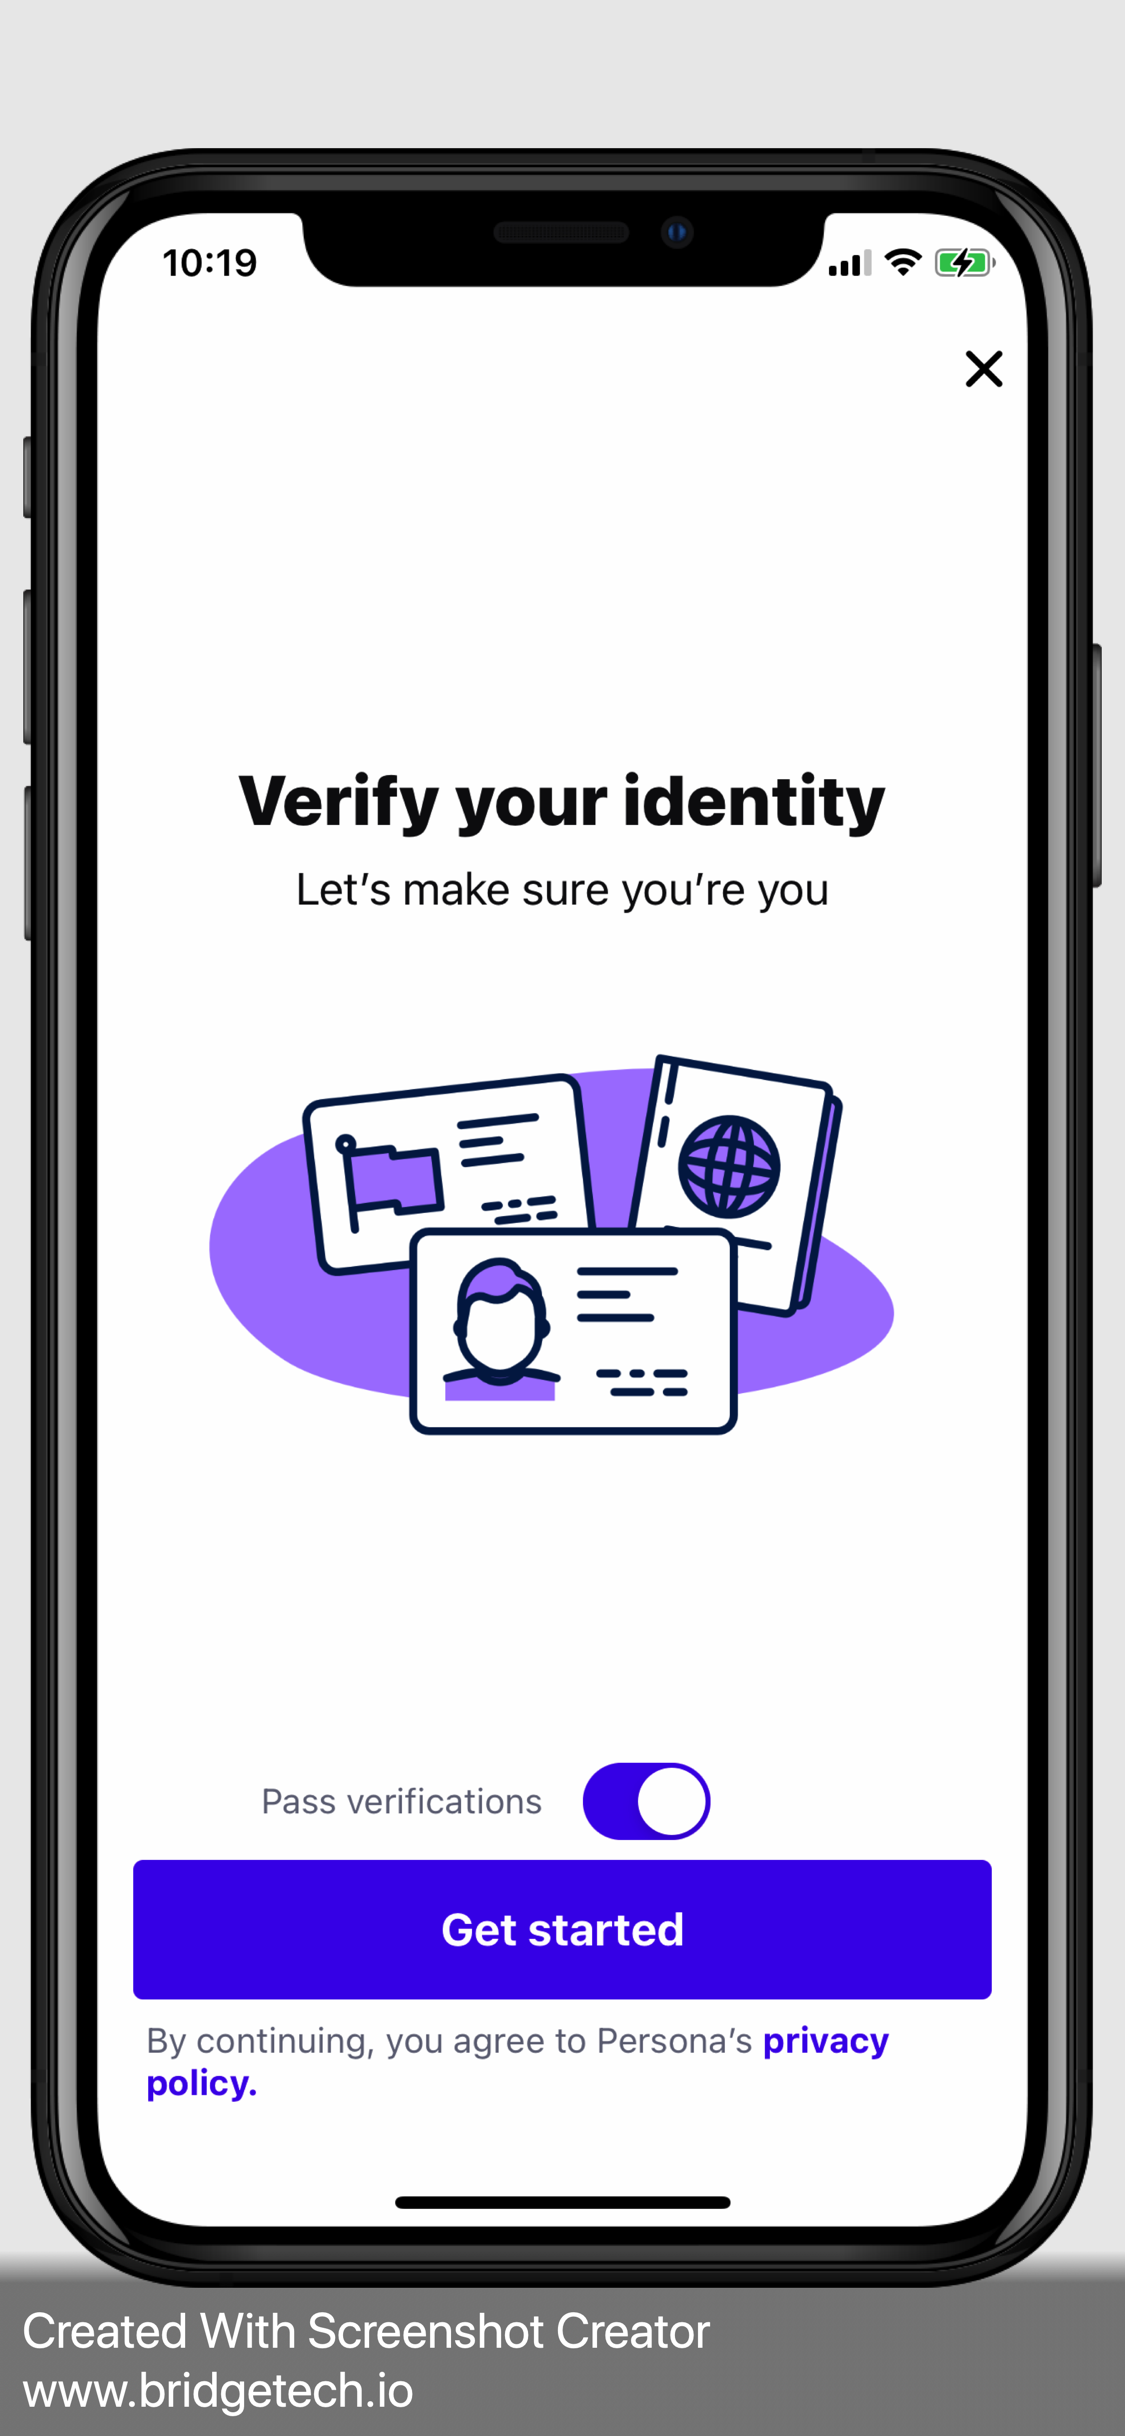 10:19
Verify your identity
Let’s make sure you’re you
Pass verifications
Get started
By continuing, you agree to Persona’s privacy
policy.
Created With Screenshot Creator
www.bridgetech.io